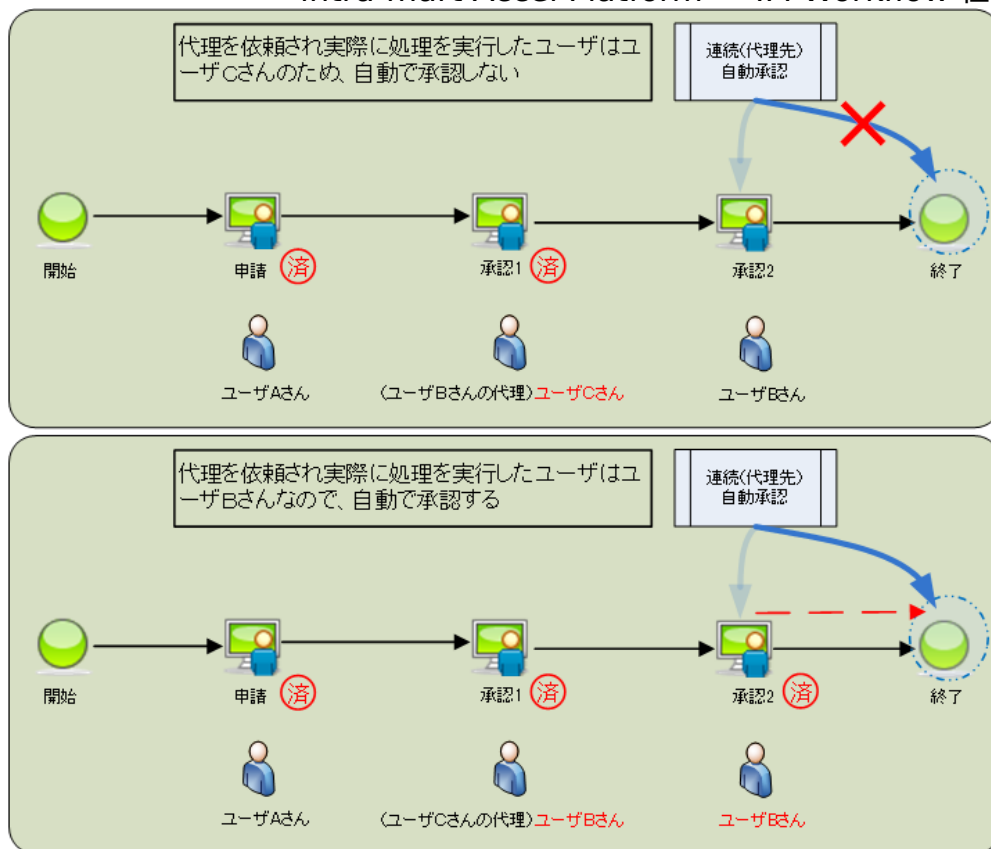 代理を依頼され実際に処理を実行したユーザはユ
ーザCさんのため、自動で承認しない
連続(代理先)
自動承認
開始
申請 済
承認1 済
承認2
終了
ユーザAさん
(ユーザBさんの代理)ユーザCさん
ユーザBさん
代理を依頼され実際に処理を実行したユーザはユ
ーザBさんなので、自動で承認する
連続(代理先)
自動承認
開始
申請 済
承認1 済
承認2 済
終了
ユーザAさん
(ユーザCさんの代理)ユーザBさん
ユーザBさん